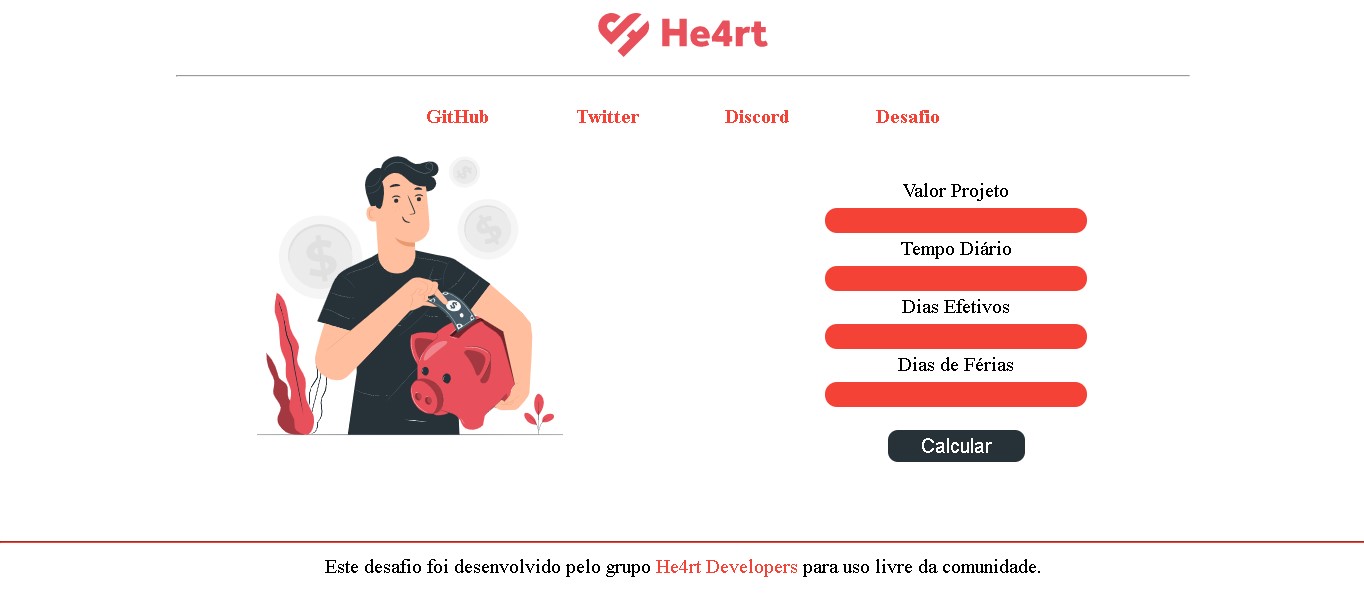 He4rt
GitHub Twitter Discord Desafio
Valor Projeto
Tempo Diário
Dias Efetivos
Dias de Férias
Calcular
Este desafio foi desenvolvido pelo grupo He4rt Developers para uso livre da comunidade.